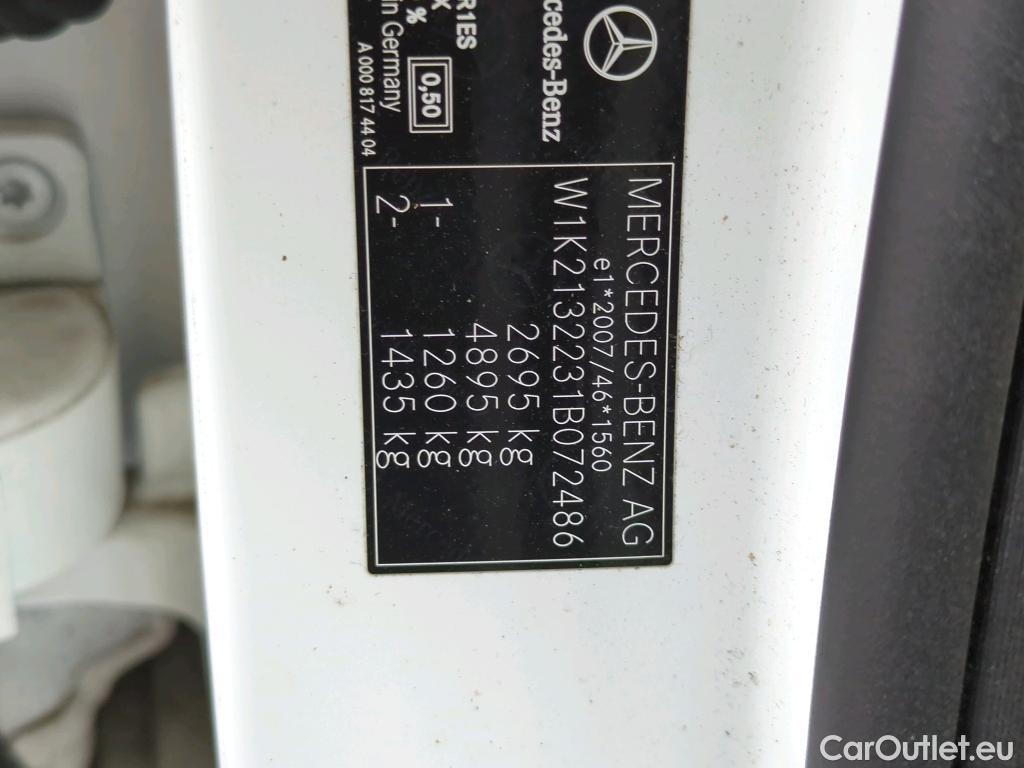 Mercedes-Benz
R1ES
K
%
in Germany
A 000 817 44 04
0,50
MERCEDES-BENZ AG
e1*2007/46*1560
W1K2132231B072486
2695 kg
4895 kg
1- 1260 kg
2- 1435 kg
CarOutlet.eu